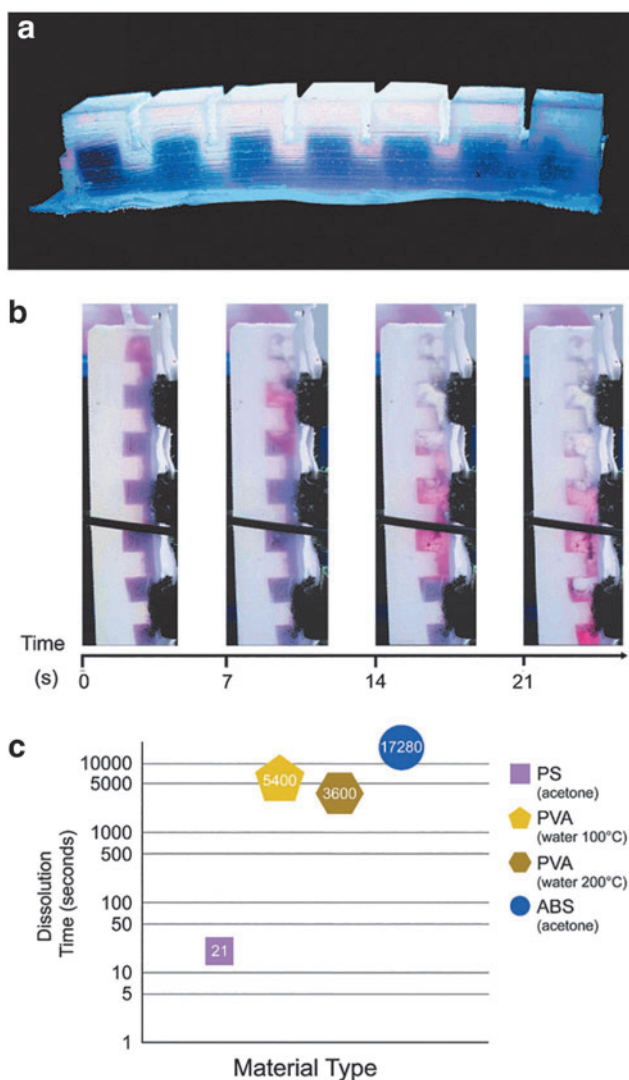 a
b
Time
(s)
0
7
14
21
c
Dissolution
Time (seconds)
10000
5000
1000
500
100
50
10
5
1
21
5400
3600
17280
Material Type
PS
(acetone)
PVA
(water 100°C)
PVA
(water 200°C)
ABS
(acetone)